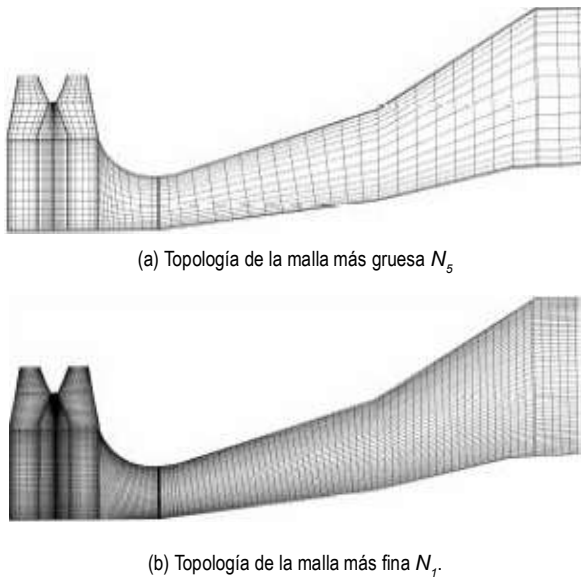 (a) Topología de la malla más gruesa N₅
(b) Topología de la malla más fina N₁.